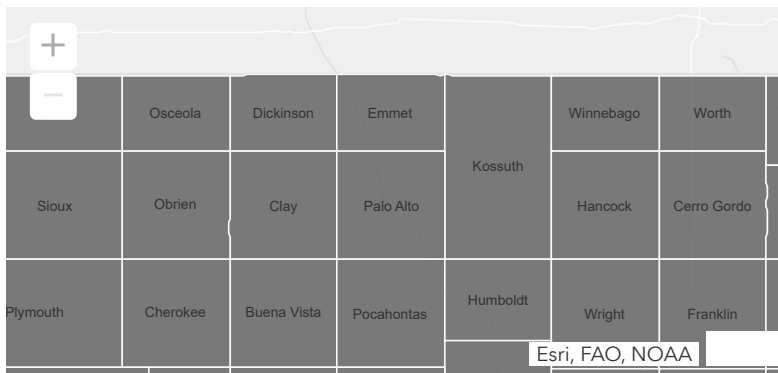 +
−
Osceola
Dickinson
Emmet
Winnebago
Worth
Kossuth
Sioux
Obrien
Clay
Palo Alto
Hancock
Cerro Gordo
Plymouth
Cherokee
Buena Vista
Pocahontas
Humboldt
Wright
Franklin
Esri, FAO, NOAA